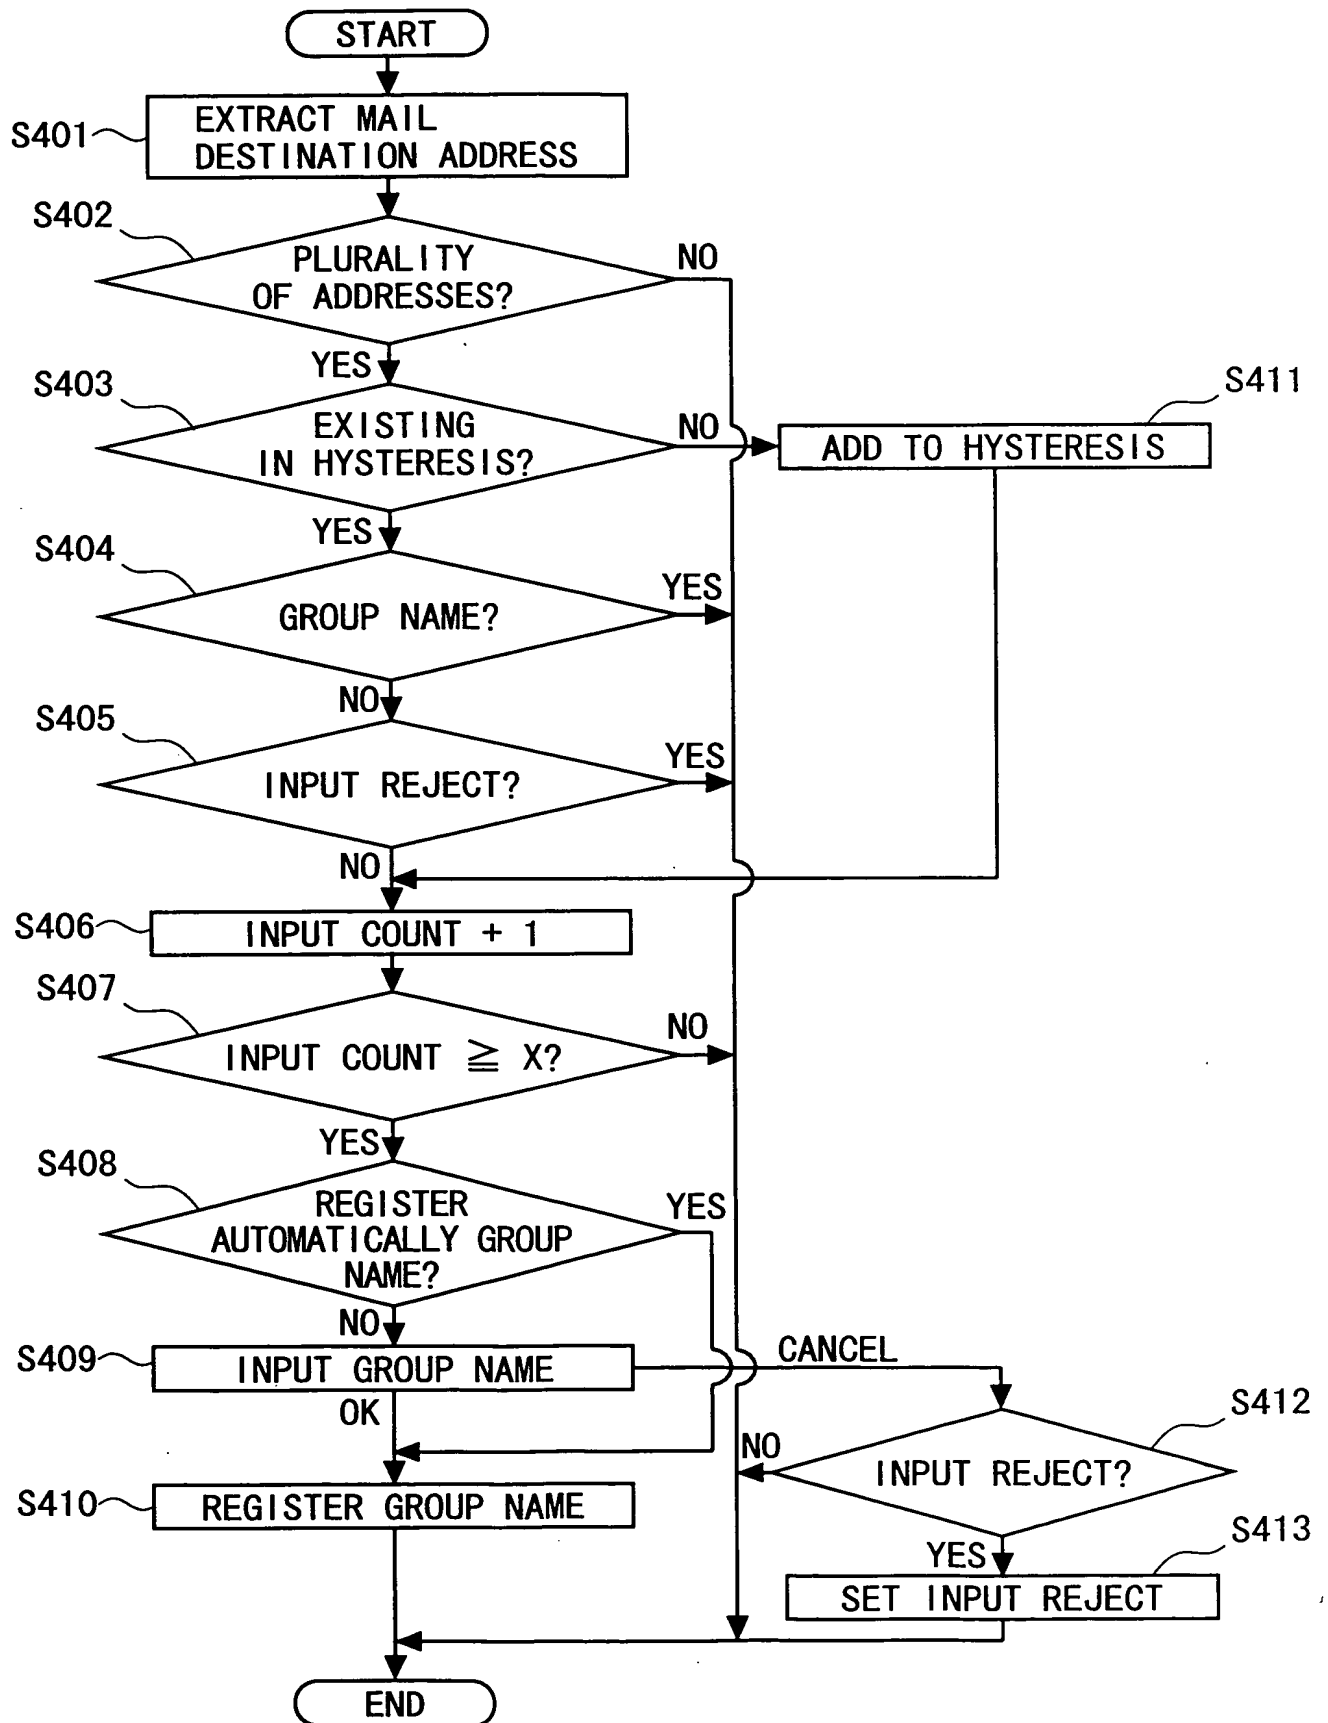 START
S401
EXTRACT MAIL
DESTINATION ADDRESS
S402
PLURALITY
OF ADDRESSES?
NO
YES
S403
EXISTING
IN HYSTERESIS?
NO
S411
ADD TO HYSTERESIS
YES
S404
GROUP NAME?
YES
NO
S405
INPUT REJECT?
YES
NO
S406
INPUT COUNT + 1
S407
INPUT COUNT ≧ X?
NO
YES
S408
REGISTER
AUTOMATICALLY GROUP
NAME?
YES
NO
S409
INPUT GROUP NAME
CANCEL
OK
S412
INPUT REJECT?
NO
S410
REGISTER GROUP NAME
YES
S413
SET INPUT REJECT
END